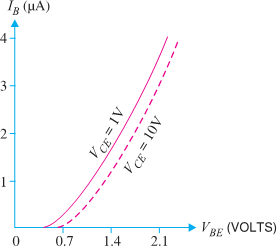 I_B (μA)
4
3
2
1
V_CE = 1V
V_CE = 10V
0 0.7 1.4 2.1 V_BE (VOLTS)